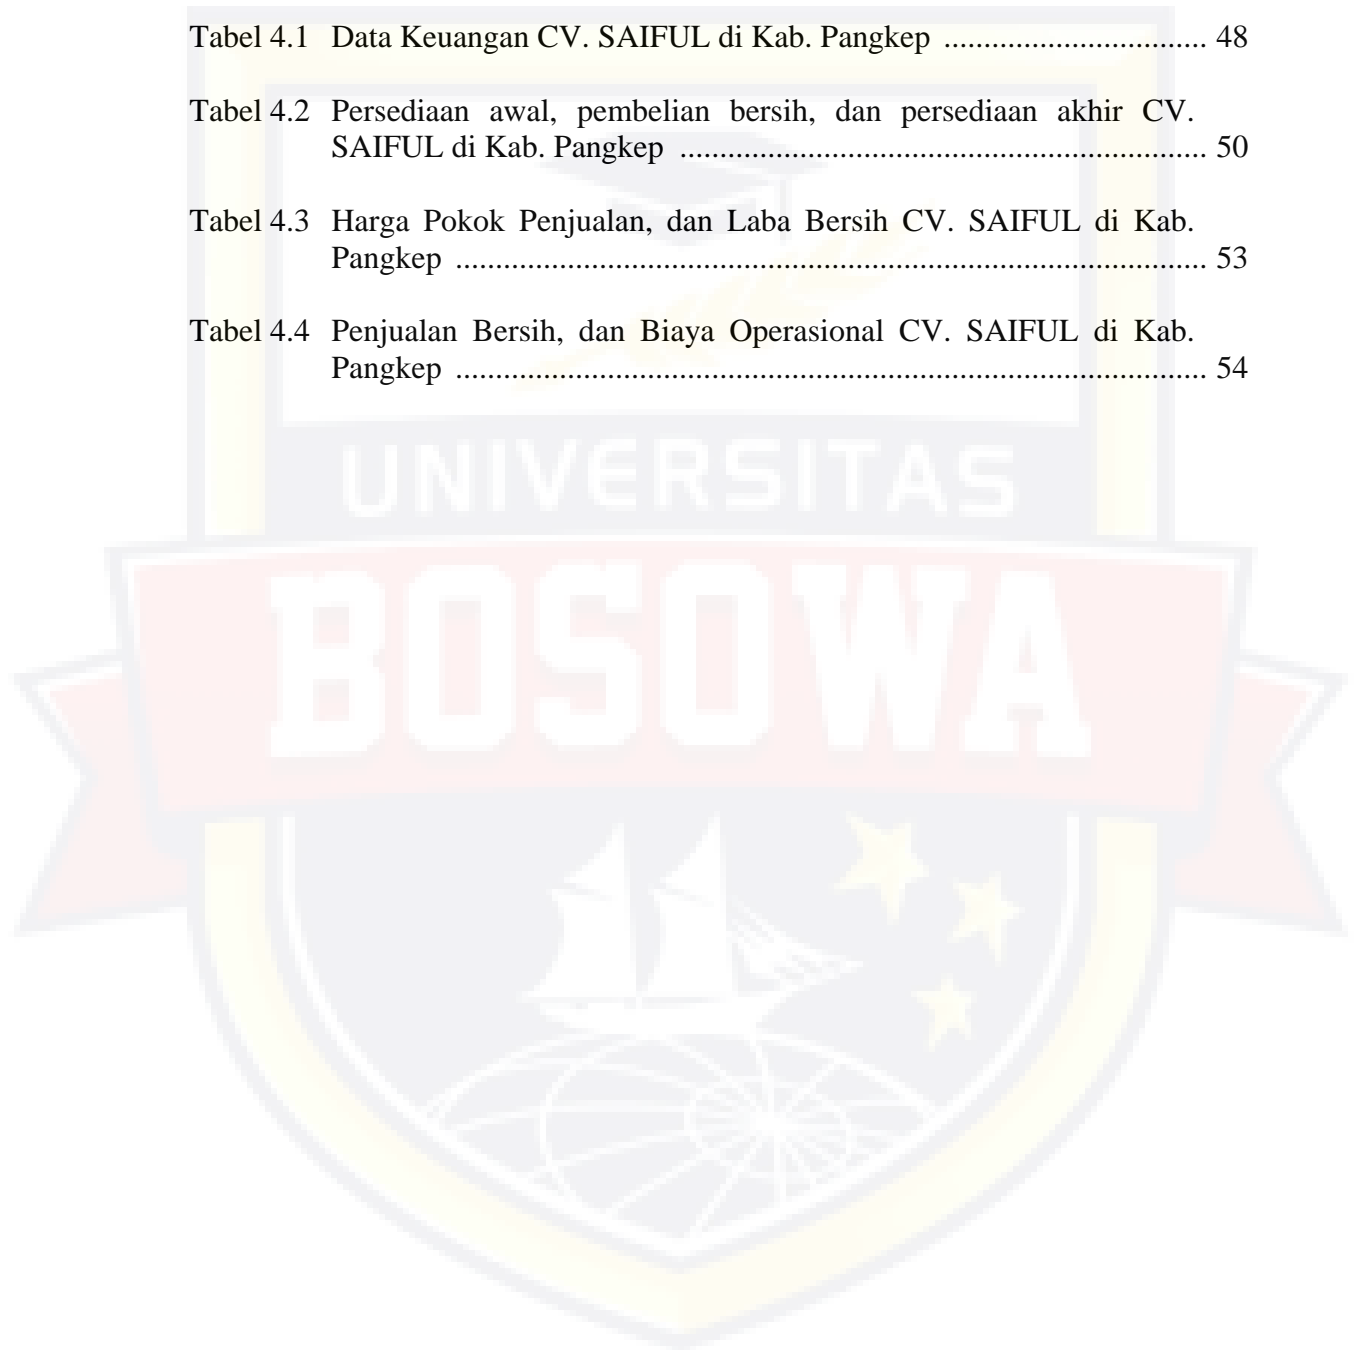 Tabel 4.1 Data Keuangan CV. SAIFUL di Kab. Pangkep ................................. 48
Tabel 4.2 Persediaan awal, pembelian bersih, dan persediaan akhir CV.
SAIFUL di Kab. Pangkep .................................................................. 50
Tabel 4.3 Harga Pokok Penjualan, dan Laba Bersih CV. SAIFUL di Kab.
Pangkep .............................................................................................. 53
Tabel 4.4 Penjualan Bersih, dan Biaya Operasional CV. SAIFUL di Kab.
Pangkep .............................................................................................. 54
UNIVERSITAS
BOSOWA